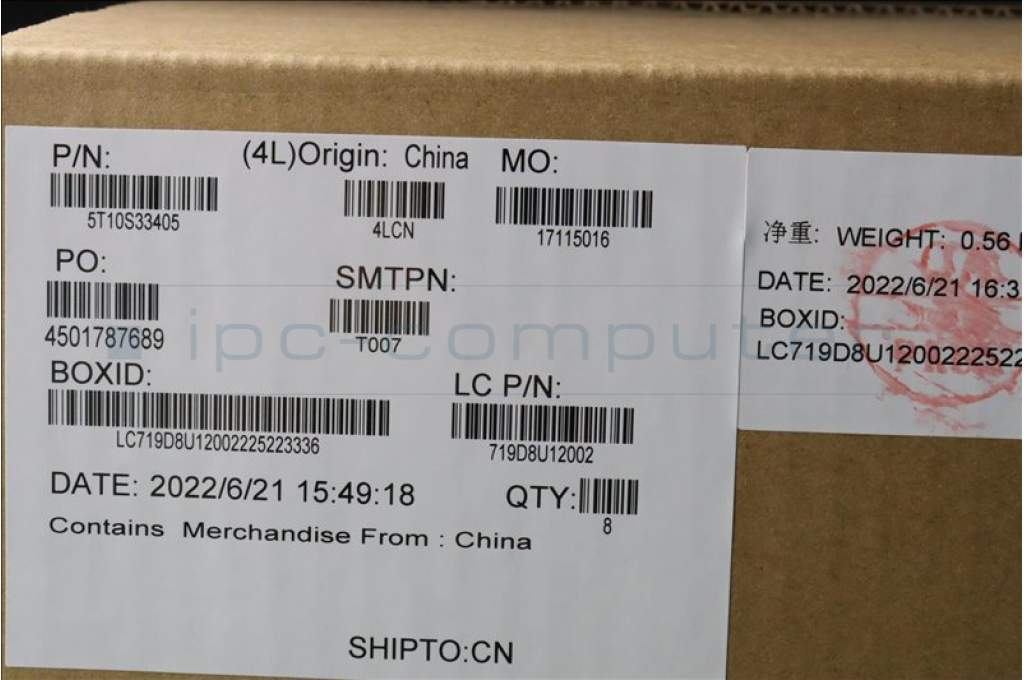 P/N: (4L)Origin: China MO:
5T10S33405 4LCN 17115016
PO: SMTPN:
4501787689 T007
BOXID: LC P/N:
LC719D8U12002225223336 719D8U12002
DATE: 2022/6/21 15:49:18 QTY:
8
Contains Merchandise From : China
SHIPTO:CN
净重: WEIGHT: 0.56
DATE: 2022/6/21 16:3
BOXID:
LC719D8U1200222522
ipc-compute